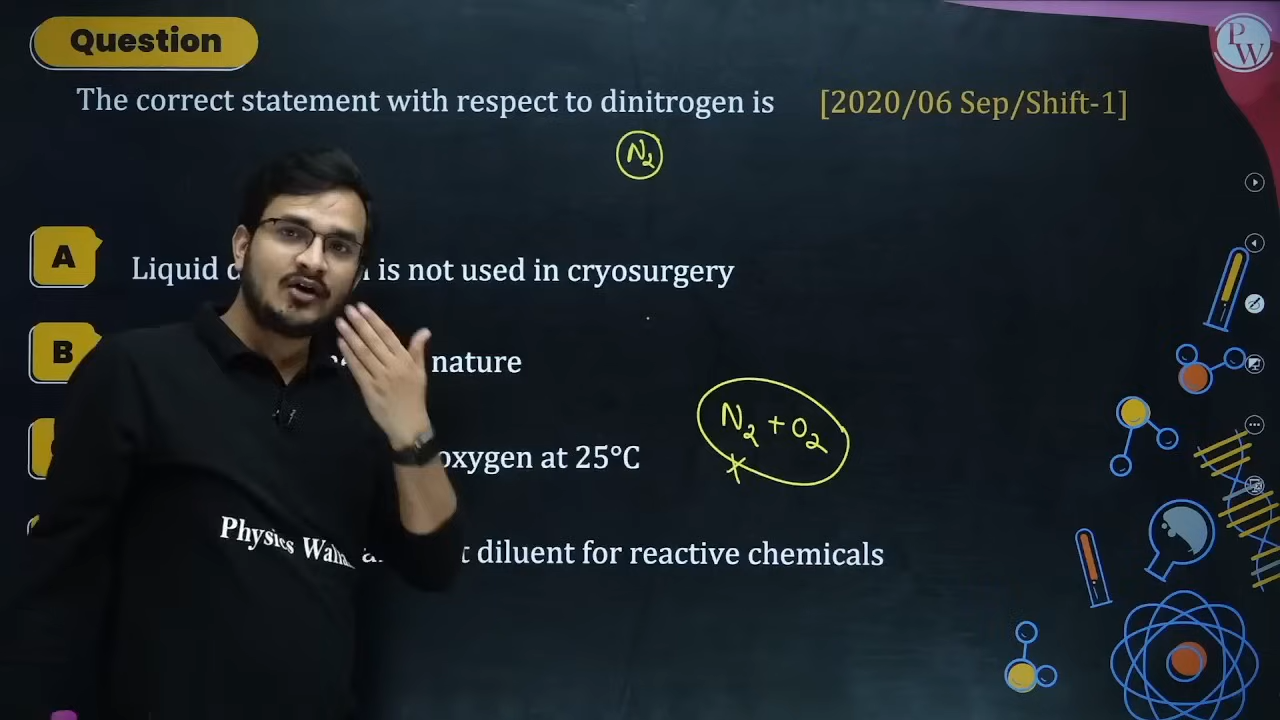 Question
PW
The correct statement with respect to dinitrogen is [2020/06 Sep/Shift-1]
N₂
A Liquid is not used in cryosurgery
B nature
N₂ + O₂
oxygen at 25°C
×
Physics
diluent for reactive chemicals